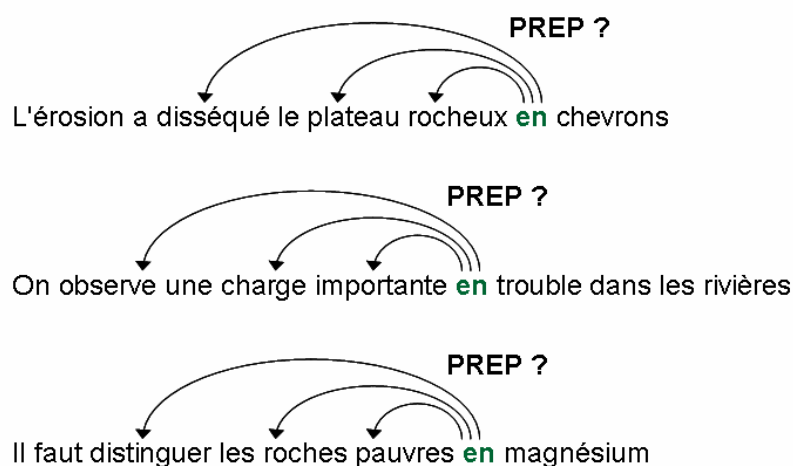 PREP ?
L'érosion a disséqué le plateau rocheux en chevrons
PREP ?
On observe une charge importante en trouble dans les rivières
PREP ?
Il faut distinguer les roches pauvres en magnésium